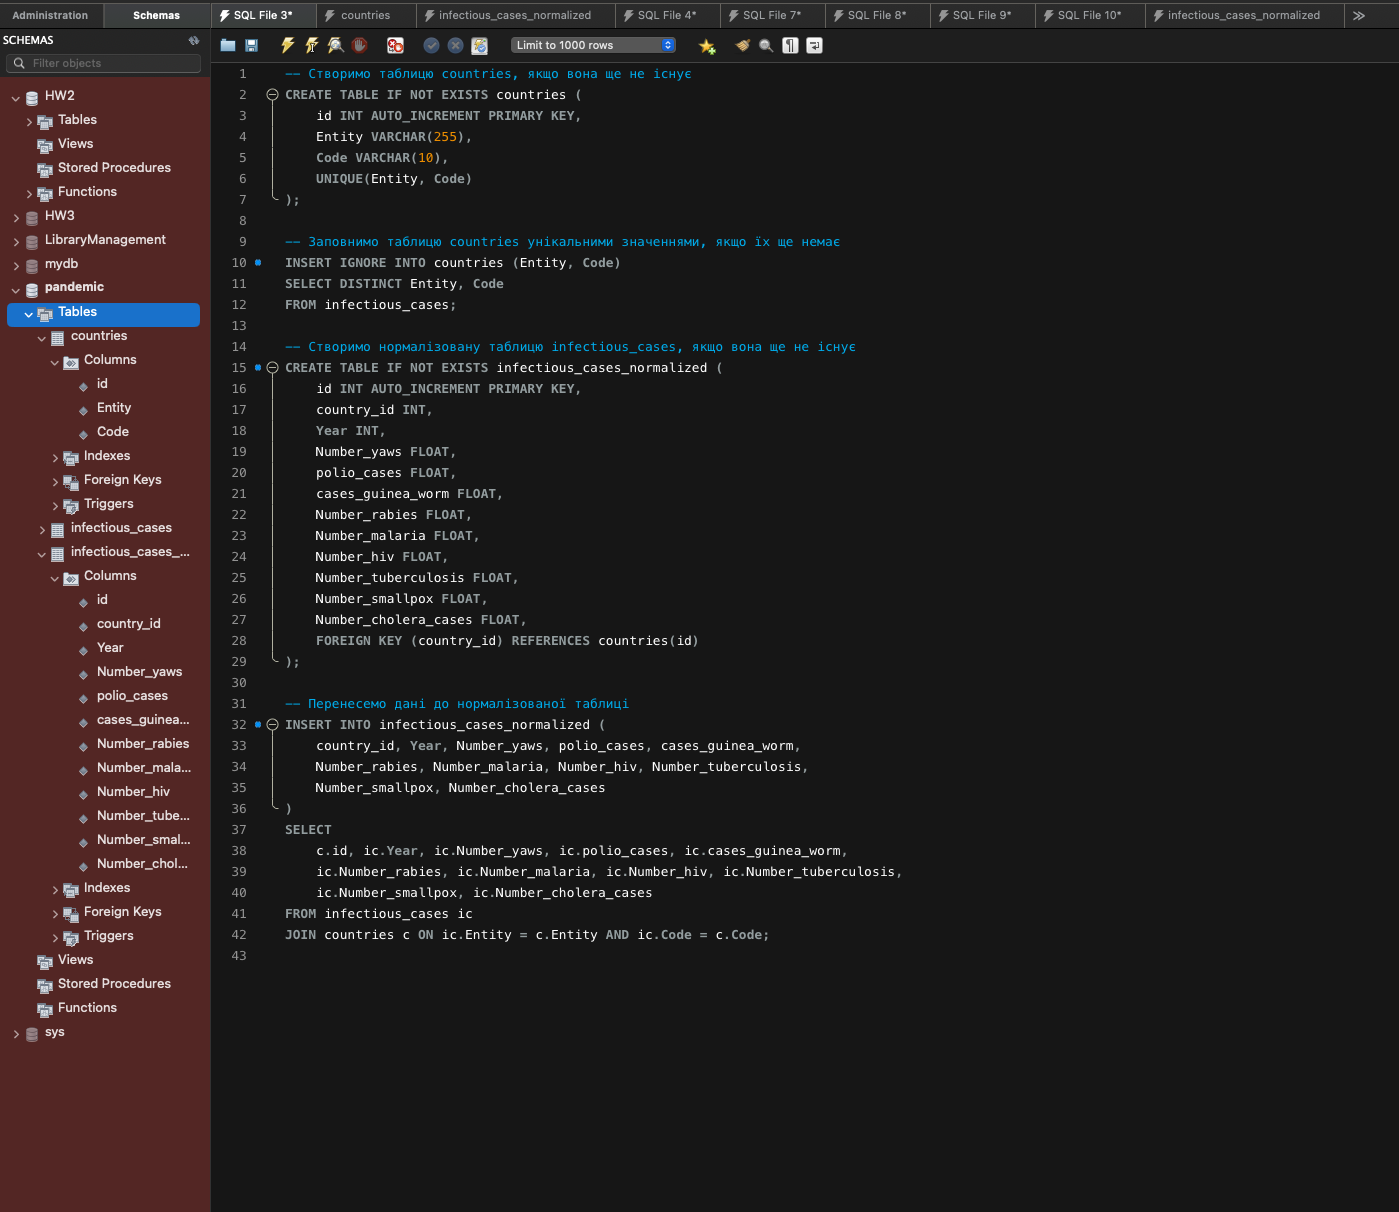 Administration
Schemas
SQL File 3*
countries
infectious_cases_normalized
SQL File 4*
SQL File 7*
SQL File 8*
SQL File 9*
SQL File 10*
infectious_cases_normalized
SCHEMAS
Filter objects
Limit to 1000 rows
HW2
Tables
Views
Stored Procedures
Functions
HW3
LibraryManagement
mydb
pandemic
Tables
countries
Columns
id
Entity
Code
Indexes
Foreign Keys
Triggers
infectious_cases
infectious_cases_...
Columns
id
country_id
Year
Number_yaws
polio_cases
cases_guinea...
Number_rabies
Number_mala...
Number_hiv
Number_tube...
Number_smal...
Number_chol...
Indexes
Foreign Keys
Triggers
Views
Stored Procedures
Functions
sys
1 -- Створимо таблицю countries, якщо вона ще не існує
2 CREATE TABLE IF NOT EXISTS countries (
3 id INT AUTO_INCREMENT PRIMARY KEY,
4 Entity VARCHAR(255),
5 Code VARCHAR(10),
6 UNIQUE(Entity, Code)
7 );
8
9 -- Заповнимо таблицю countries унікальними значеннями, якщо їх ще немає
10 INSERT IGNORE INTO countries (Entity, Code)
11 SELECT DISTINCT Entity, Code
12 FROM infectious_cases;
13
14 -- Створимо нормалізовану таблицю infectious_cases, якщо вона ще не існує
15 CREATE TABLE IF NOT EXISTS infectious_cases_normalized (
16 id INT AUTO_INCREMENT PRIMARY KEY,
17 country_id INT,
18 Year INT,
19 Number_yaws FLOAT,
20 polio_cases FLOAT,
21 cases_guinea_worm FLOAT,
22 Number_rabies FLOAT,
23 Number_malaria FLOAT,
24 Number_hiv FLOAT,
25 Number_tuberculosis FLOAT,
26 Number_smallpox FLOAT,
27 Number_cholera_cases FLOAT,
28 FOREIGN KEY (country_id) REFERENCES countries(id)
29 );
30
31 -- Перенесемо дані до нормалізованої таблиці
32 INSERT INTO infectious_cases_normalized (
33 country_id, Year, Number_yaws, polio_cases, cases_guinea_worm,
34 Number_rabies, Number_malaria, Number_hiv, Number_tuberculosis,
35 Number_smallpox, Number_cholera_cases
36 )
37 SELECT
38 c.id, ic.Year, ic.Number_yaws, ic.polio_cases, ic.cases_guinea_worm,
39 ic.Number_rabies, ic.Number_malaria, ic.Number_hiv, ic.Number_tuberculosis,
40 ic.Number_smallpox, ic.Number_cholera_cases
41 FROM infectious_cases ic
42 JOIN countries c ON ic.Entity = c.Entity AND ic.Code = c.Code;
43